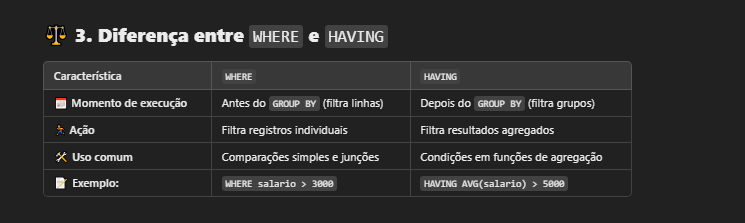 ⚖️ 3. Diferença entre WHERE e HAVING
Característica WHERE HAVING
📅 Momento de execução Antes do GROUP BY (filtra linhas) Depois do GROUP BY (filtra grupos)
🏃 Ação Filtra registros individuais Filtra resultados agregados
🛠️ Uso comum Comparações simples e junções Condições em funções de agregação
📝 Exemplo: WHERE salario > 3000 HAVING AVG(salario) > 5000